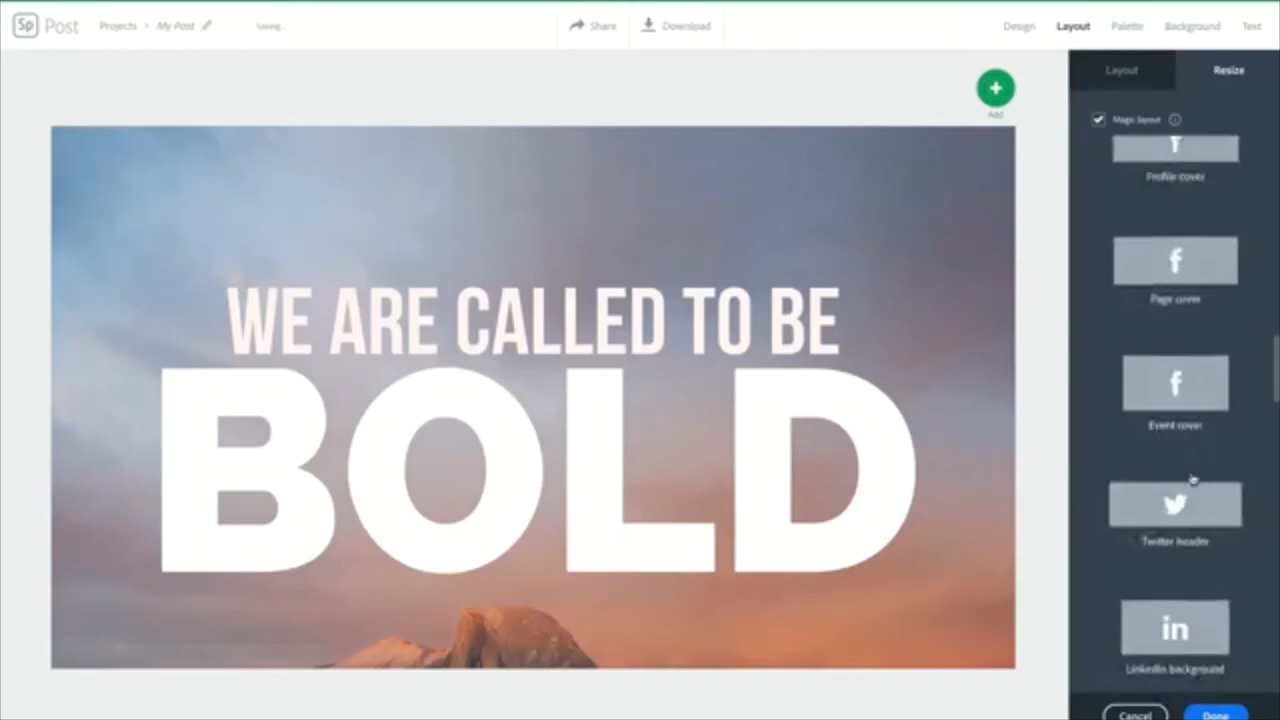 Sp Post
Projects > My Post
Saving..
Share
Download
Design
Layout
Palette
Background
Text
Layout
Resize
Add
Magic layout
Profile cover
f
Page cover
f
Event cover
Twitter header
in
LinkedIn background
Cancel
Done
WE ARE CALLED TO BE
BOLD